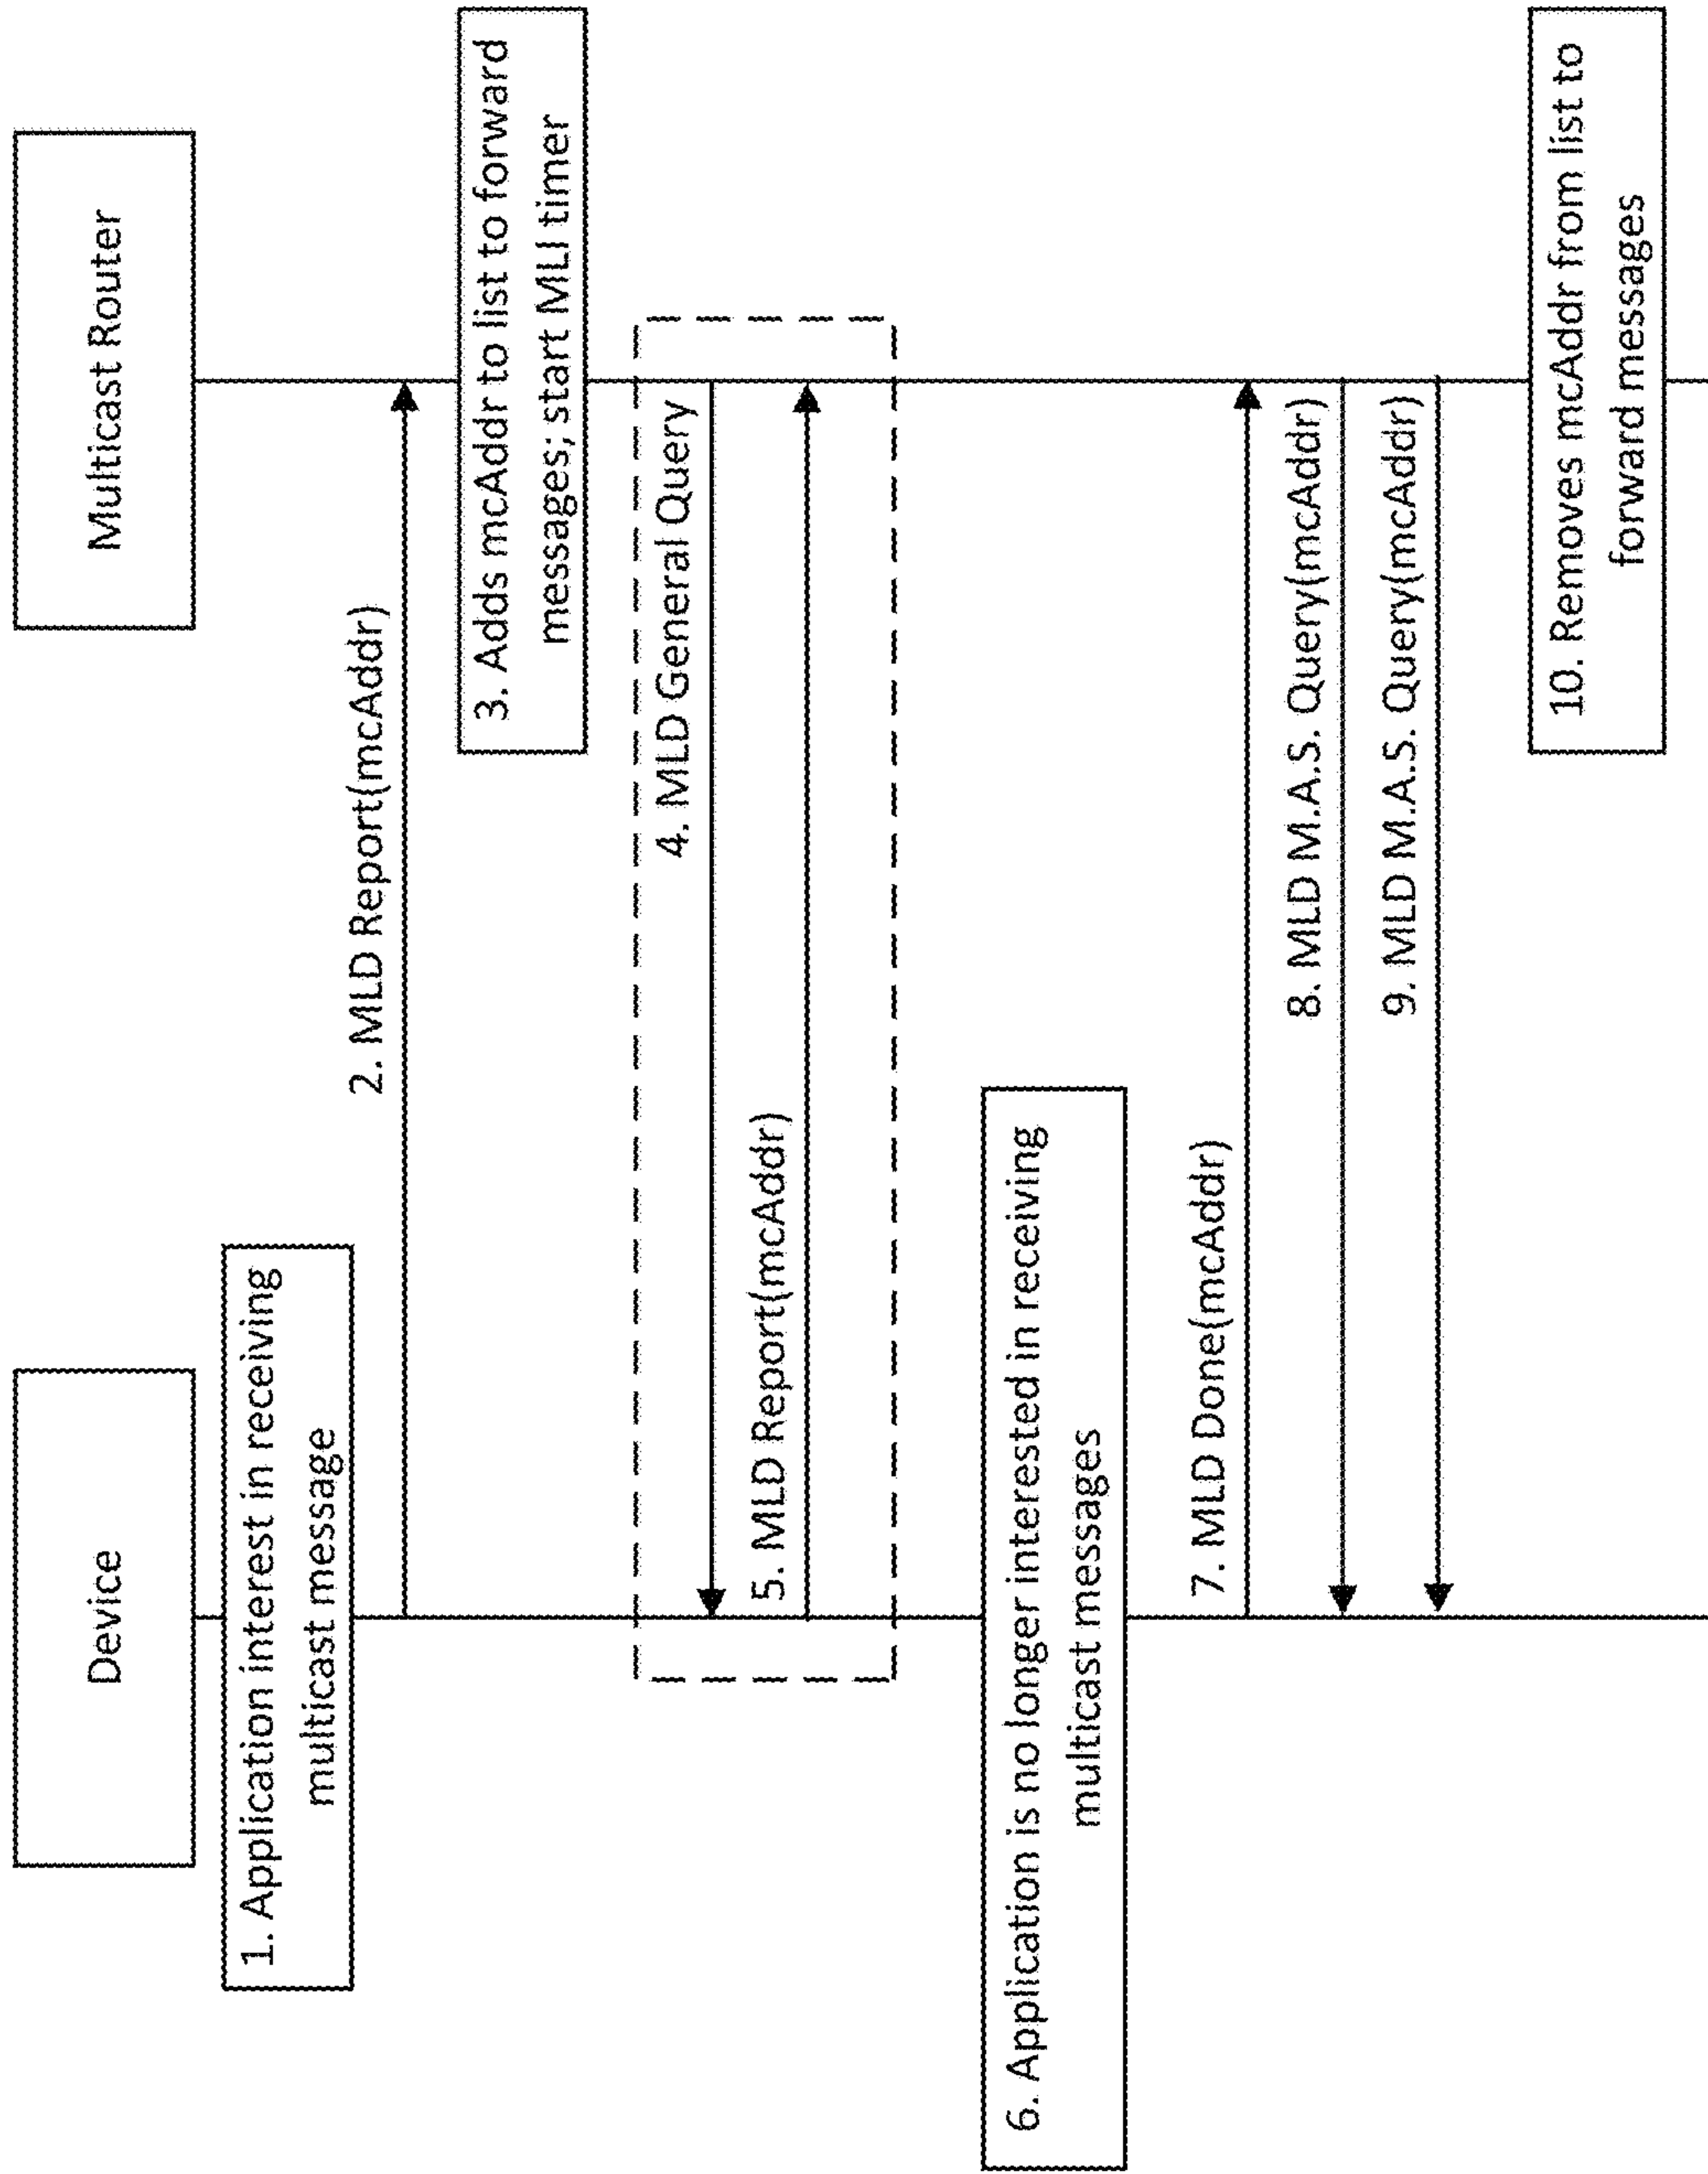 Device
Multicast Router
1. Application interest in receiving
multicast message
2. MLD Report(mcAddr)
3. Adds mcAddr to list to forward
messages; start MLI timer
4. MLD General Query
5. MLD Report(mcAddr)
6. Application is no longer interested in receiving
multicast messages
7. MLD Done(mcAddr)
8. MLD M.A.S. Query(mcAddr)
9. MLD M.A.S. Query(mcAddr)
10. Removes mcAddr from list to
forward messages